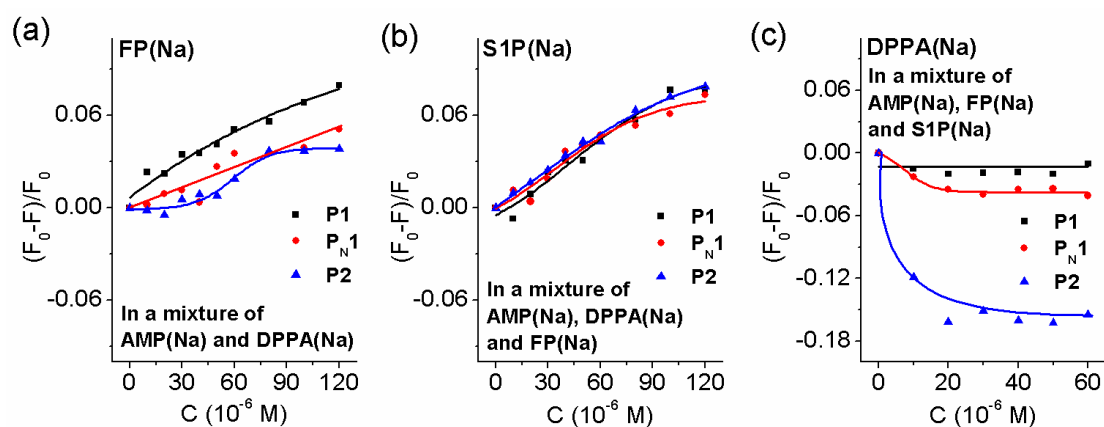 (a)
FP(Na)
0.06
0.00
-0.06
(F0-F)/F0
P1
PN1
P2
In a mixture of
AMP(Na) and DPPA(Na)
0 30 60 90 120
C (10-6 M)
(b)
S1P(Na)
0.06
0.00
-0.06
(F0-F)/F0
P1
PN1
P2
In a mixture of
AMP(Na), DPPA(Na)
and FP(Na)
0 30 60 90 120
C (10-6 M)
(c)
DPPA(Na)
In a mixture of
AMP(Na), FP(Na)
and S1P(Na)
0.06
0.00
-0.06
-0.12
-0.18
(F0-F)/F0
P1
PN1
P2
0 20 40 60
C (10-6 M)